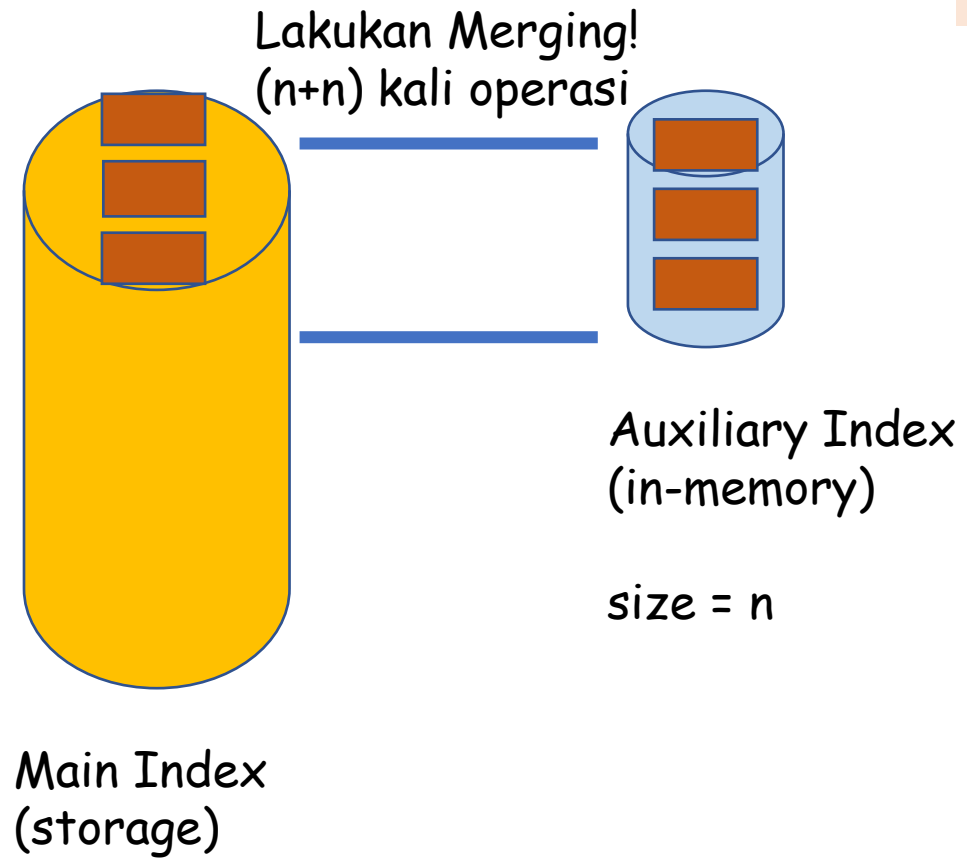 Lakukan Merging!
(n+n) kali operasi
Auxiliary Index
(in-memory)
size = n
Main Index
(storage)